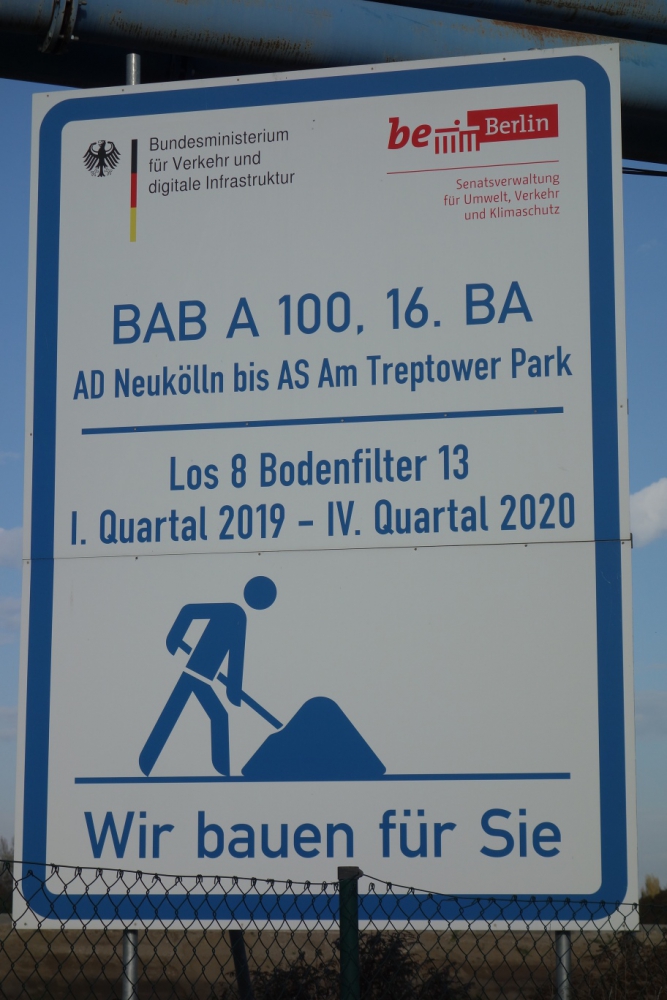 Bundesministerium
für Verkehr und
digitale Infrastruktur
be Berlin
Senatsverwaltung
für Umwelt, Verkehr
und Klimaschutz
BAB A 100, 16. BA
AD Neukölln bis AS Am Treptower Park
Los 8 Bodenfilter 13
I. Quartal 2019 - IV. Quartal 2020
Wir bauen für Sie